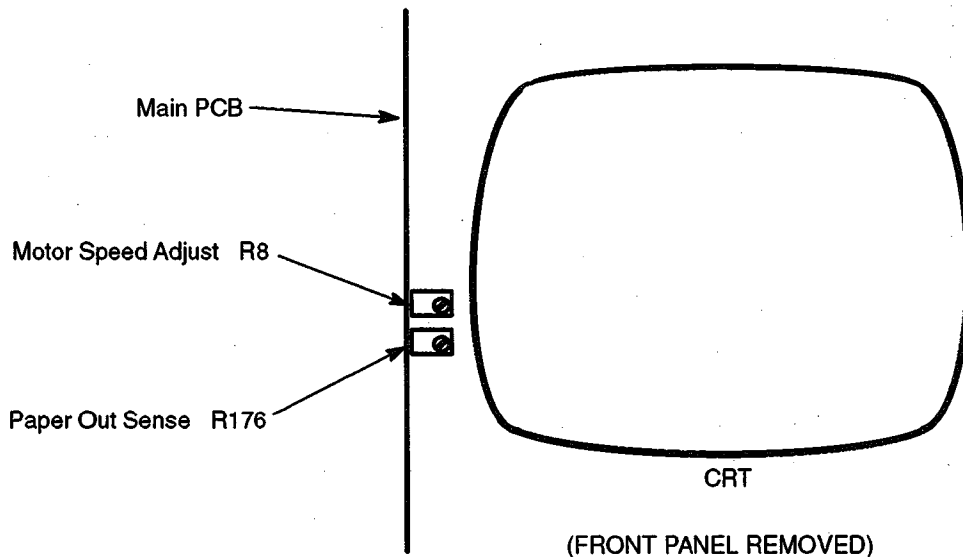 Main PCB
Motor Speed Adjust R8
Paper Out Sense R176
CRT
(FRONT PANEL REMOVED)